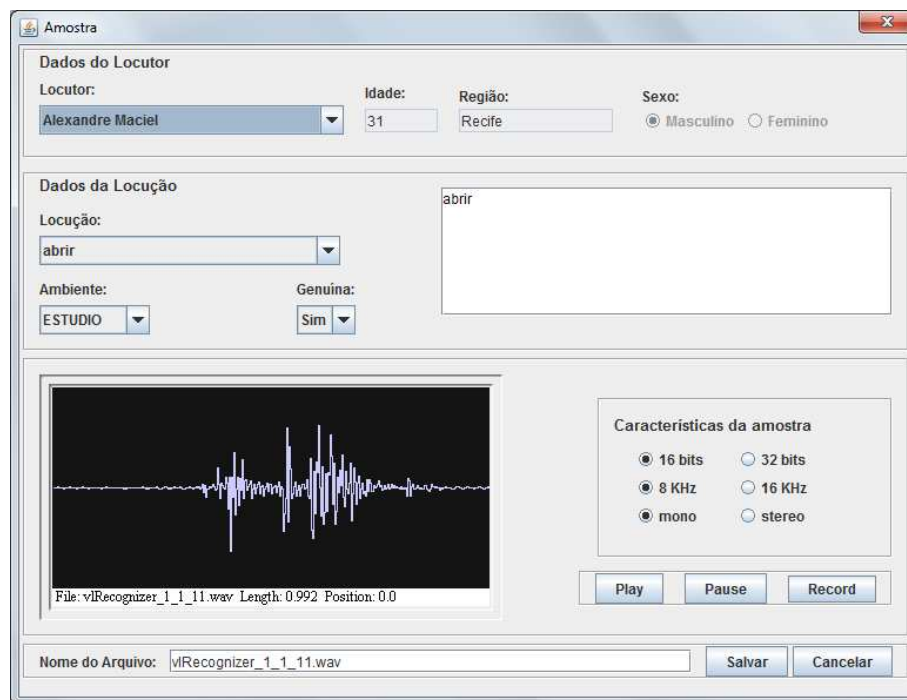 Amostra
Dados do Locutor
Locutor: Idade: Região: Sexo:
Alexandre Maciel 31 Recife Masculino Feminino
Dados da Locução
abrir
Locução:
abrir
Ambiente: Genuína:
ESTUDIO Sim
Características da amostra
16 bits 32 bits
8 KHz 16 KHz
mono stereo
File: vlRecognizer_1_1_11.wav Length: 0.992 Position: 0.0
Play Pause Record
Nome do Arquivo: vlRecognizer_1_1_11.wav Salvar Cancelar